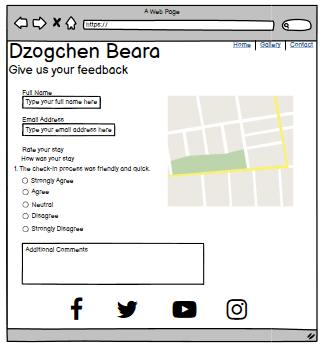 A Web Page
https://
Dzogchen Beara
Home Gallery Contact
Give us your feedback
Full Name
Type your full name here
Email Address
Type your email address here
Rate your stay
How was your stay
1. The check-in process was friendly and quick.
Strongly Agree
Agree
Neutral
Disagree
Strongly Disagree
Additional Comments